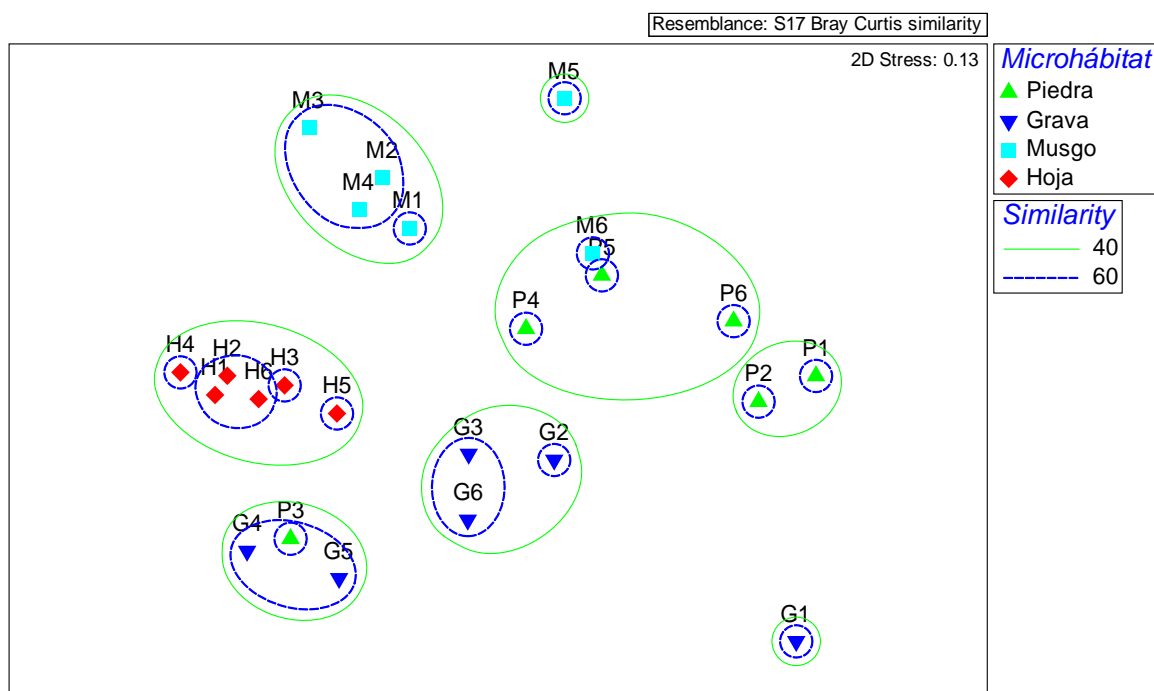 Resemblance: S17 Bray Curtis similarity
2D Stress: 0.13
Microhábitat
Piedra
Grava
Musgo
Hoja
Similarity
40
60
M5
M3
M2
M4
M1
M6
P5
P4
P6
P1
P2
H4
H2
H1
H6
H3
H5
G3
G2
G6
P3
G4
G5
G1